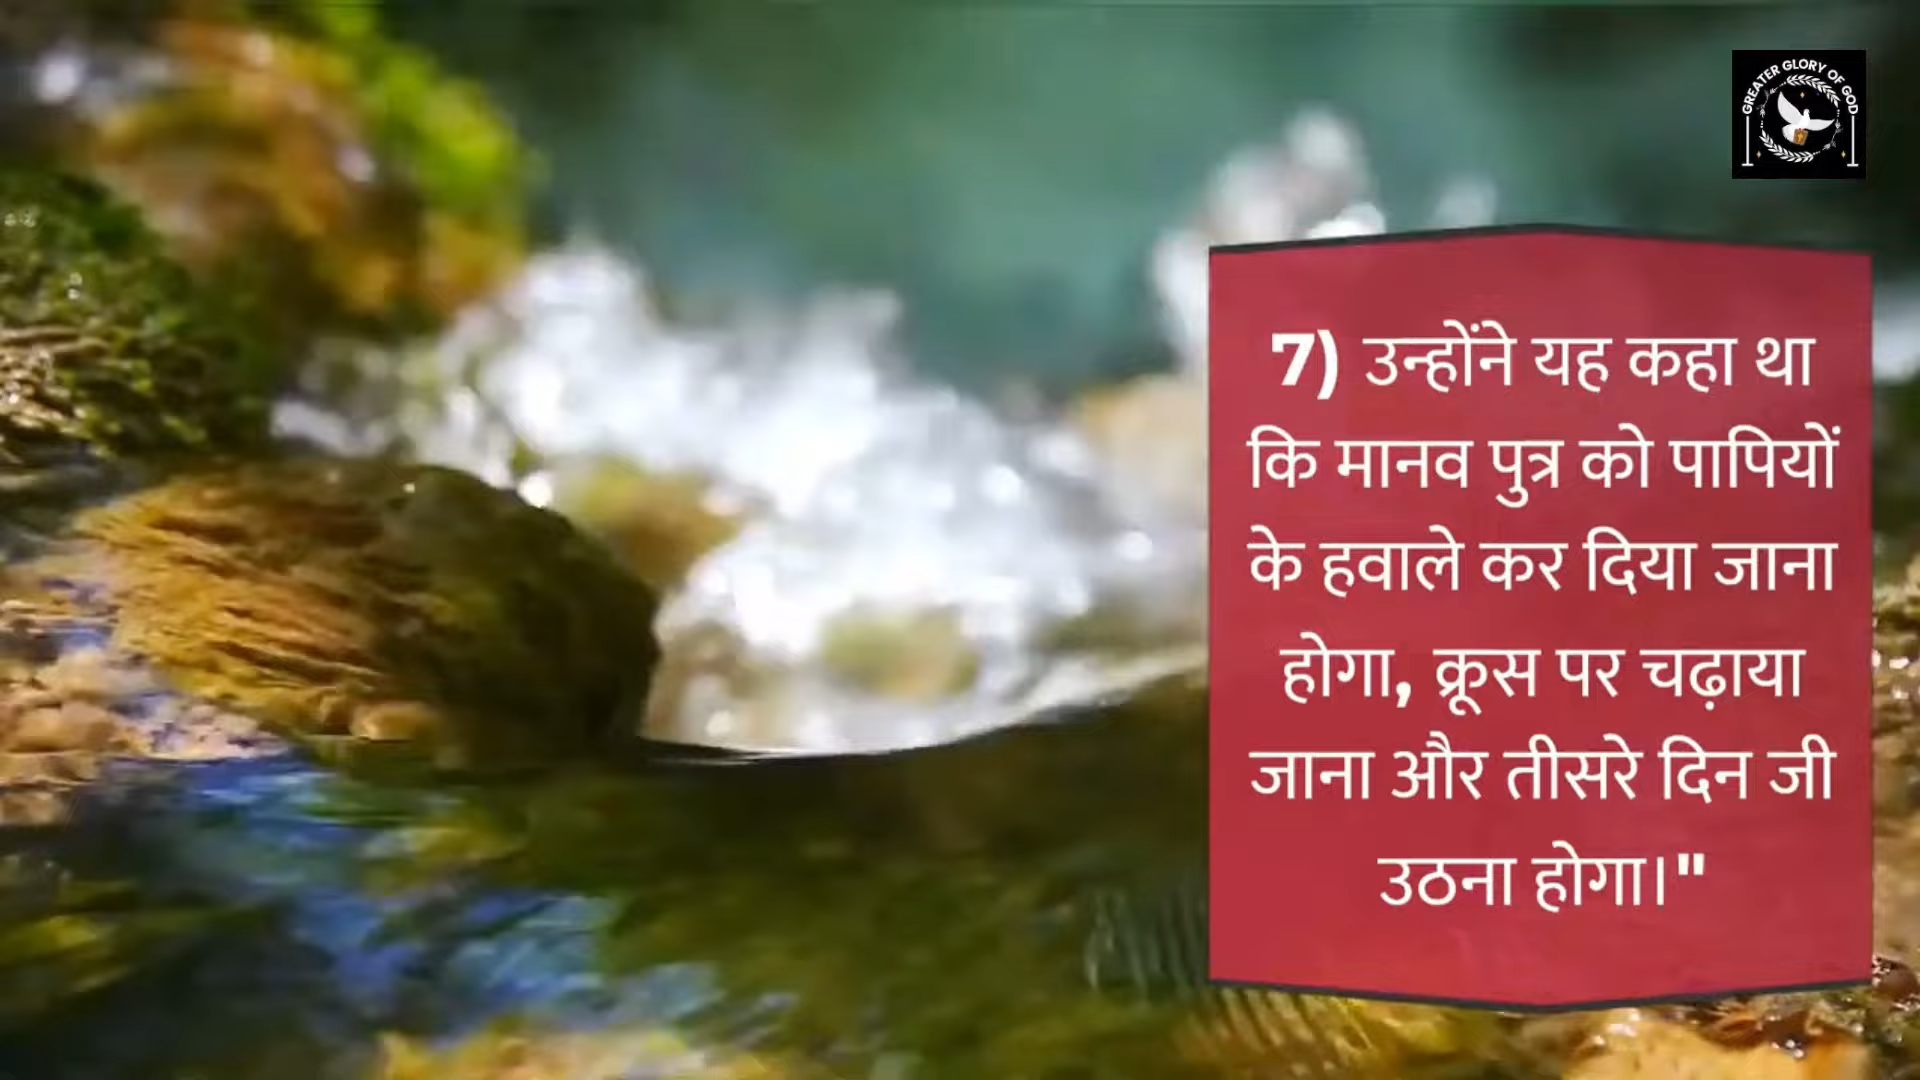 GREATER GLORY OF GOD
7) उन्होंने यह कहा था
कि मानव पुत्र को पापियों
के हवाले कर दिया जाना
होगा, क्रूस पर चढ़ाया
जाना और तीसरे दिन जी
उठना होगा।"